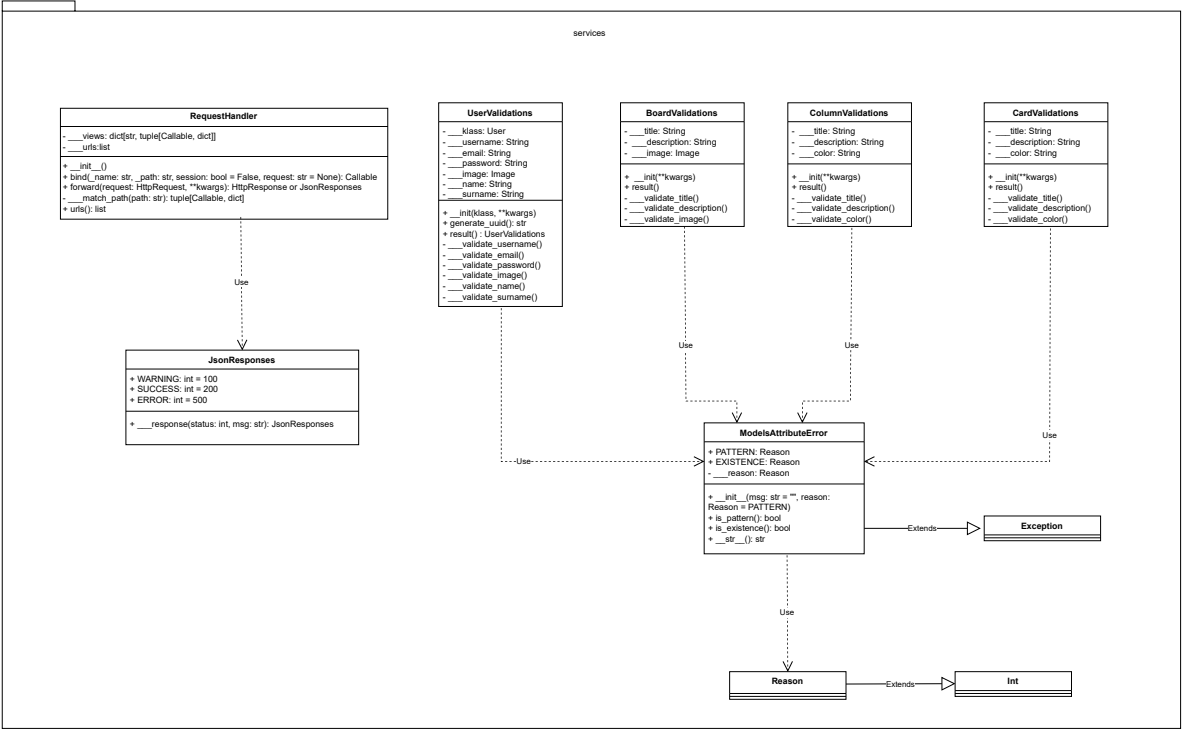 services
RequestHandler
- ___views: dict[str, tuple[Callable, dict]]
- ___urls:list
+ __init__()
+ bind(_name: str, _path: str, session: bool = False, request: str = None): Callable
+ forward(request: HttpRequest, **kwargs): HttpResponse or JsonResponses
- ___match_path(path: str): tuple[Callable, dict]
+ urls(): list
Use
JsonResponses
+ WARNING: int = 100
+ SUCCESS: int = 200
+ ERROR: int = 500
+ ___response(status: int, msg: str): JsonResponses
UserValidations
- ___klass: User
- ___username: String
- ___email: String
- ___password: String
- ___image: Image
- ___name: String
- ___surname: String
+ __init(klass, **kwargs)
+ generate_uuid(): str
+ result() : UserValidations
- ___validate_username()
- ___validate_email()
- ___validate_password()
- ___validate_image()
- ___validate_name()
- ___validate_surname()
Use
BoardValidations
- ___title: String
- ___description: String
- ___image: Image
+ __init(**kwargs)
+ result()
- ___validate_title()
- ___validate_description()
- ___validate_image()
Use
ColumnValidations
- ___title: String
- ___description: String
- ___color: String
+ __init(**kwargs)
+ result()
- ___validate_title()
- ___validate_description()
- ___validate_color()
Use
CardValidations
- ___title: String
- ___description: String
- ___color: String
+ __init(**kwargs)
+ result()
- ___validate_title()
- ___validate_description()
- ___validate_color()
Use
ModelsAttributeError
+ PATTERN: Reason
+ EXISTENCE: Reason
- ___reason: Reason
+ __init__(msg: str = "", reason:
Reason = PATTERN)
+ is_pattern(): bool
+ is_existence(): bool
+ __str__(): str
Extends
Exception
Use
Reason
Extends
Int